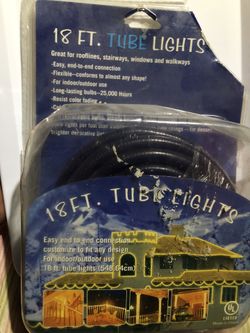 18 FT. TUBE LIGHTS
Great for rooflines, stairways, windows and walkways
-Easy, end-to-end connection
-Flexible-conforms to almost any shape!
-For indoor/outdoor use
-Long-lasting bulbs-25,000 Hours
-Resist color fading
18 FT. TUBE LIGHTS
Easy end to end connection
customize to fit any design
For indoor/outdoor use
18 ft. tube lights (548.64cm)
UL
LISTED